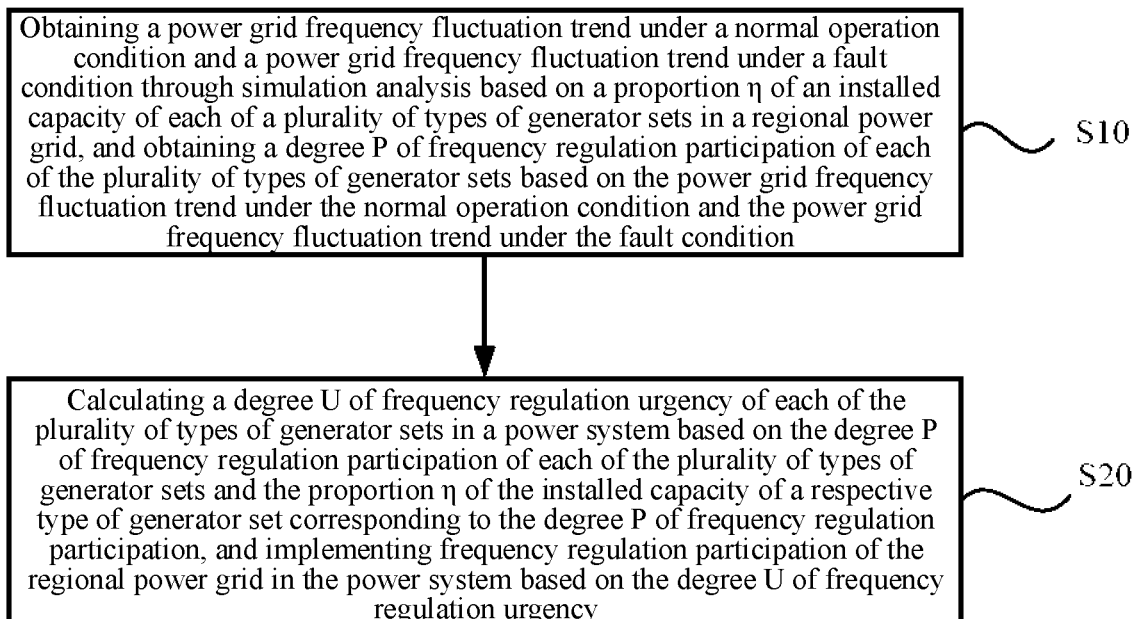 Obtaining a power grid frequency fluctuation trend under a normal operation
condition and a power grid frequency fluctuation trend under a fault
condition through simulation analysis based on a proportion η of an installed
capacity of each of a plurality of types of generator sets in a regional power
grid, and obtaining a degree P of frequency regulation participation of each
of the plurality of types of generator sets based on the power grid frequency
fluctuation trend under the normal operation condition and the power grid
frequency fluctuation trend under the fault condition
S10
Calculating a degree U of frequency regulation urgency of each of the
plurality of types of generator sets in a power system based on the degree P
of frequency regulation participation of each of the plurality of types of
generator sets and the proportion η of the installed capacity of a respective
type of generator set corresponding to the degree P of frequency regulation
participation, and implementing frequency regulation participation of the
regional power grid in the power system based on the degree U of frequency
regulation urgency
S20